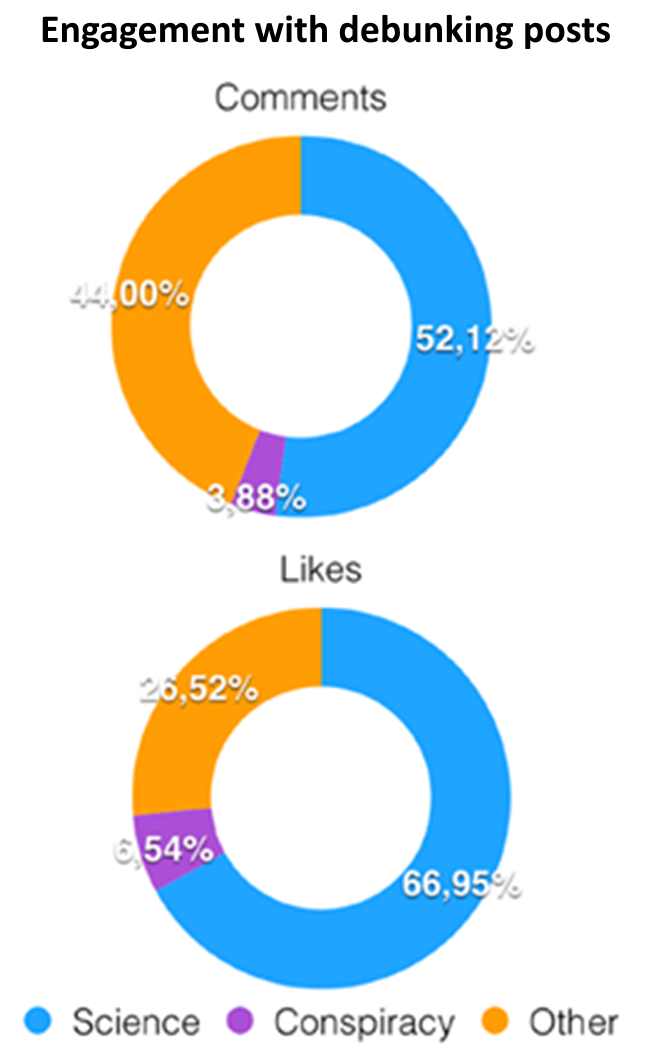 Engagement with debunking posts
Comments
44,00%
52,12%
3,88%
Likes
26,52%
6,54%
66,95%
Science Conspiracy Other